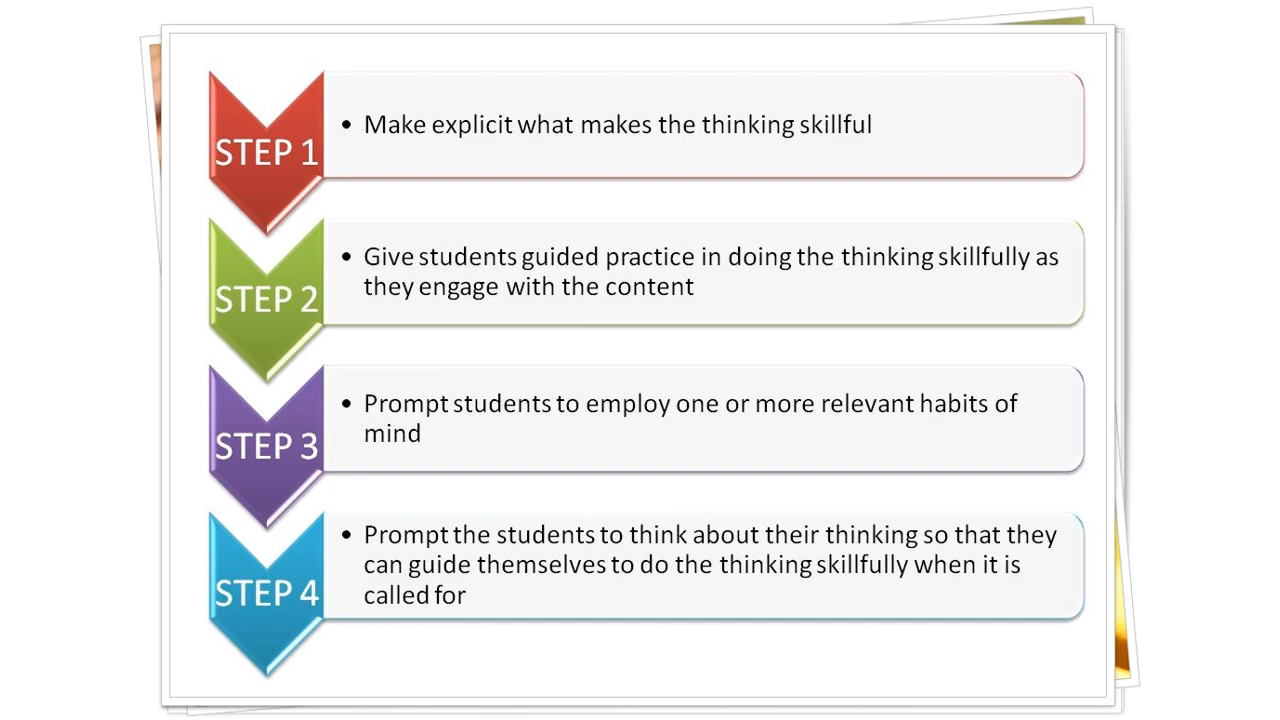 STEP 1
• Make explicit what makes the thinking skillful
STEP 2
• Give students guided practice in doing the thinking skillfully as
they engage with the content
STEP 3
• Prompt students to employ one or more relevant habits of
mind
STEP 4
• Prompt the students to think about their thinking so that they
can guide themselves to do the thinking skillfully when it is
called for